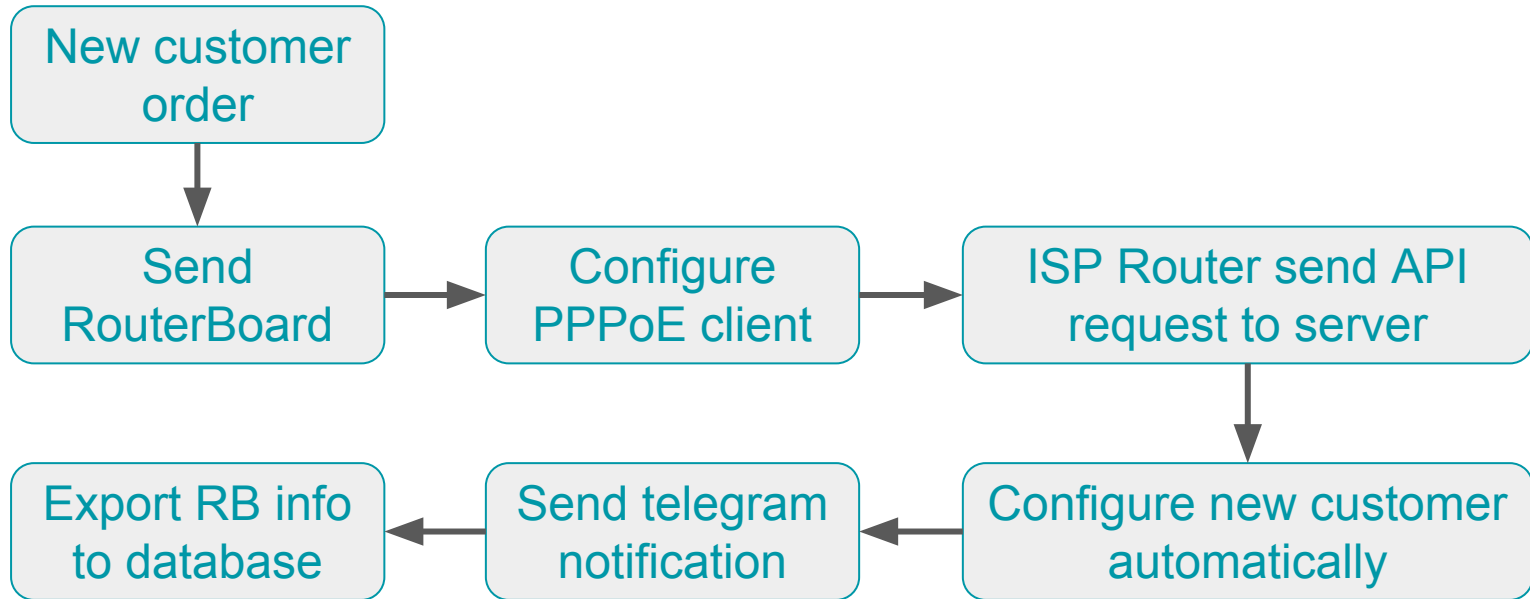 New customer
order
Send
RouterBoard
Configure
PPPoE client
ISP Router send API
request to server
Configure new customer
automatically
Send telegram
notification
Export RB info
to database